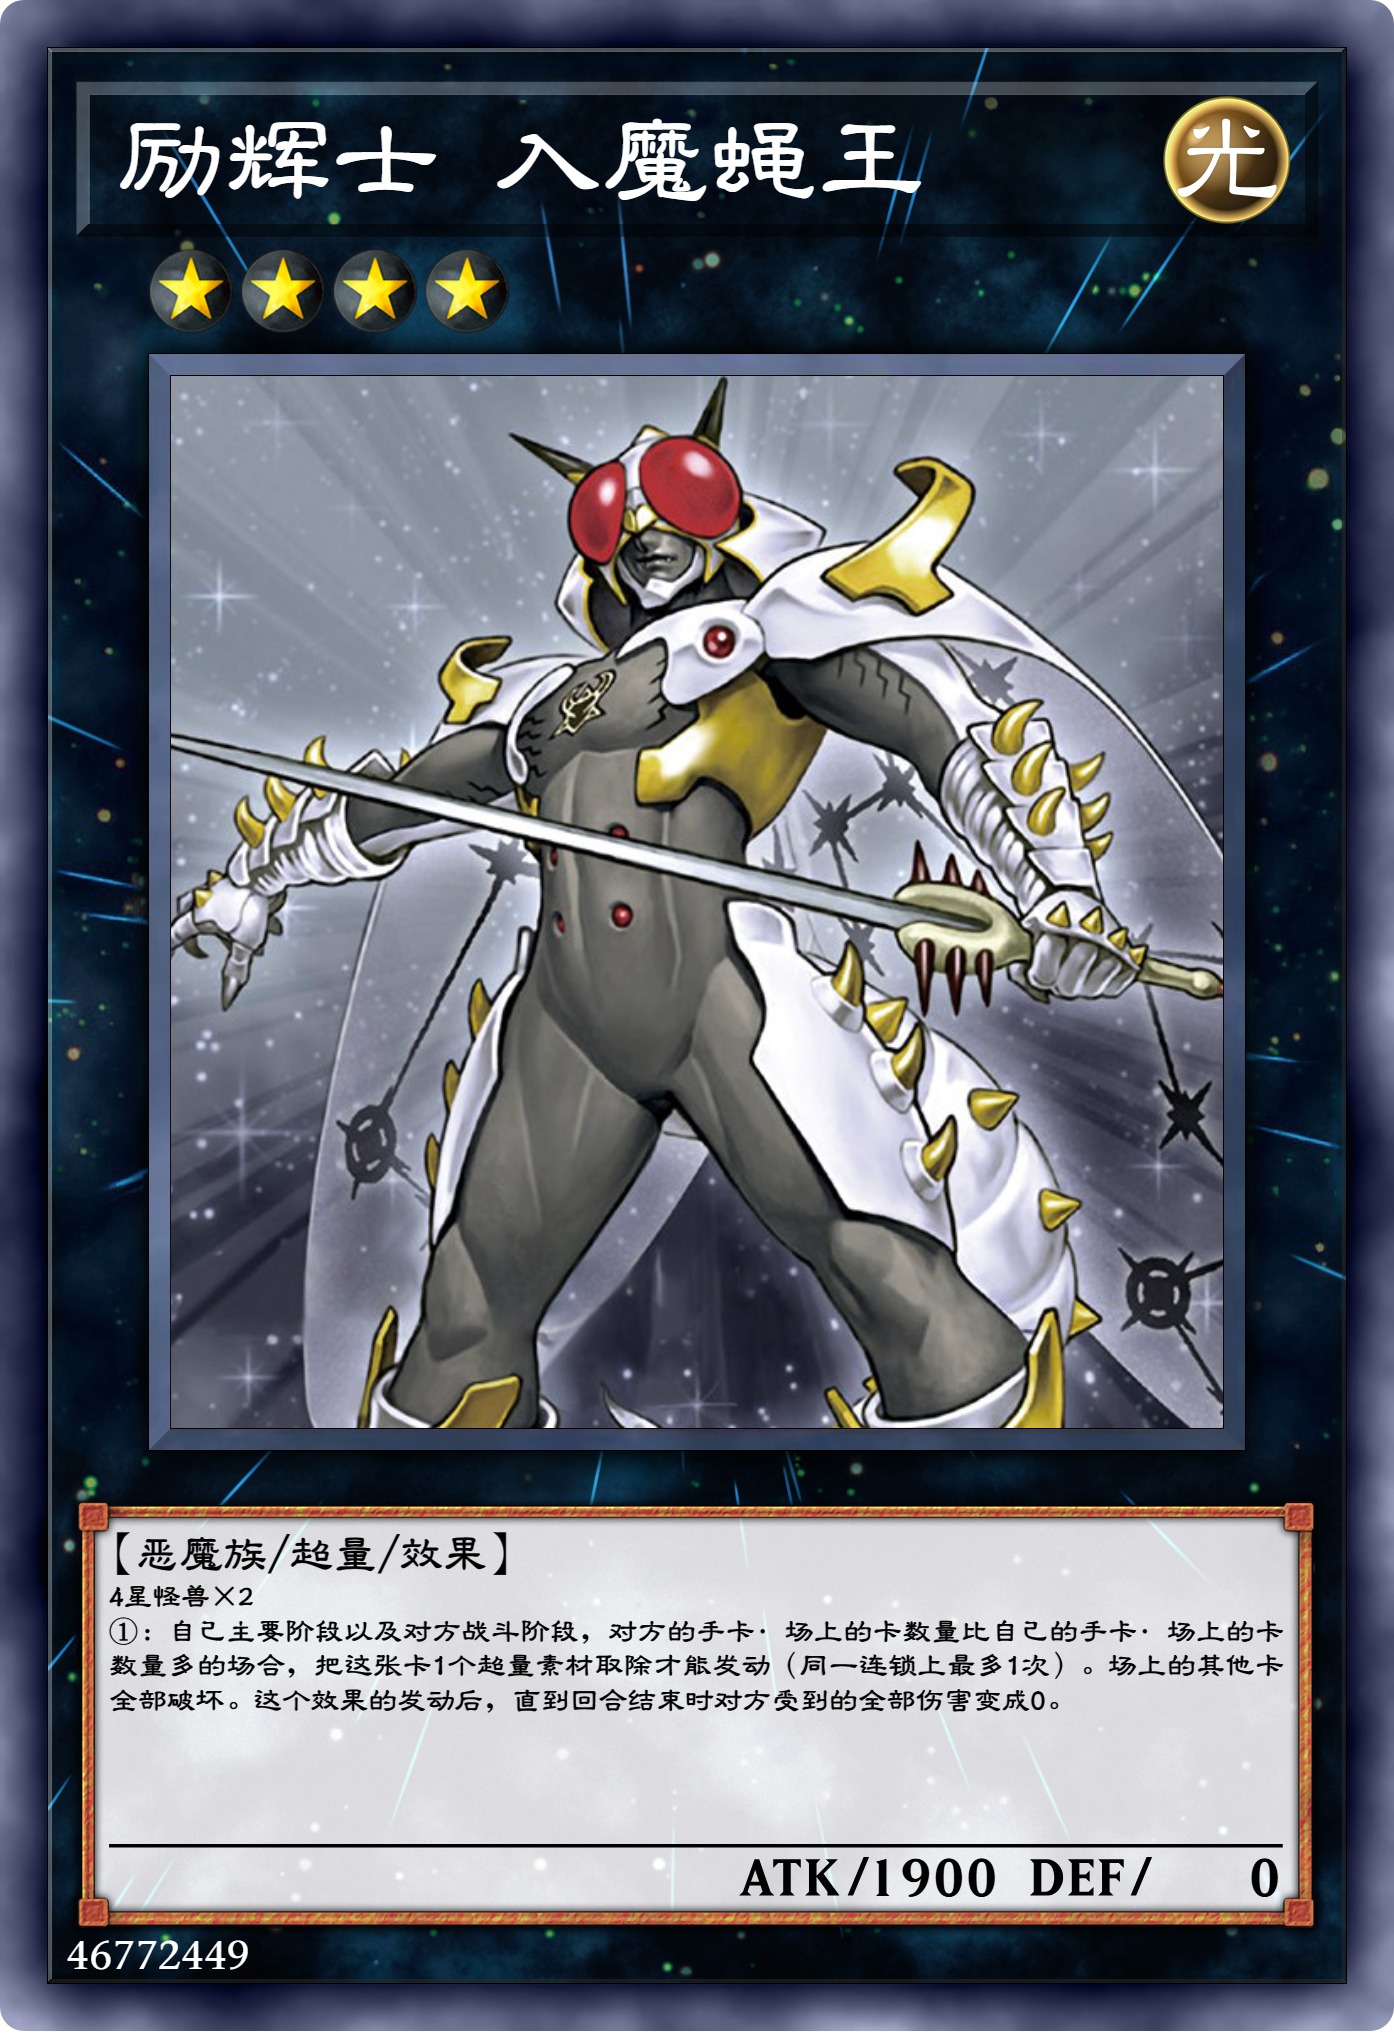 励辉士 入魔蝇王
光
【恶魔族/超量/效果】
4星怪兽×2
①：自己主要阶段以及对方战斗阶段，对方的手卡·场上的卡数量比自己的手卡·场上的卡
数量多的场合，把这张卡1个超量素材取除才能发动（同一连锁上最多1次）。场上的其他卡
全部破坏。这个效果的发动后，直到回合结束时对方受到的全部伤害变成0。
ATK/1900 DEF/ 0
46772449